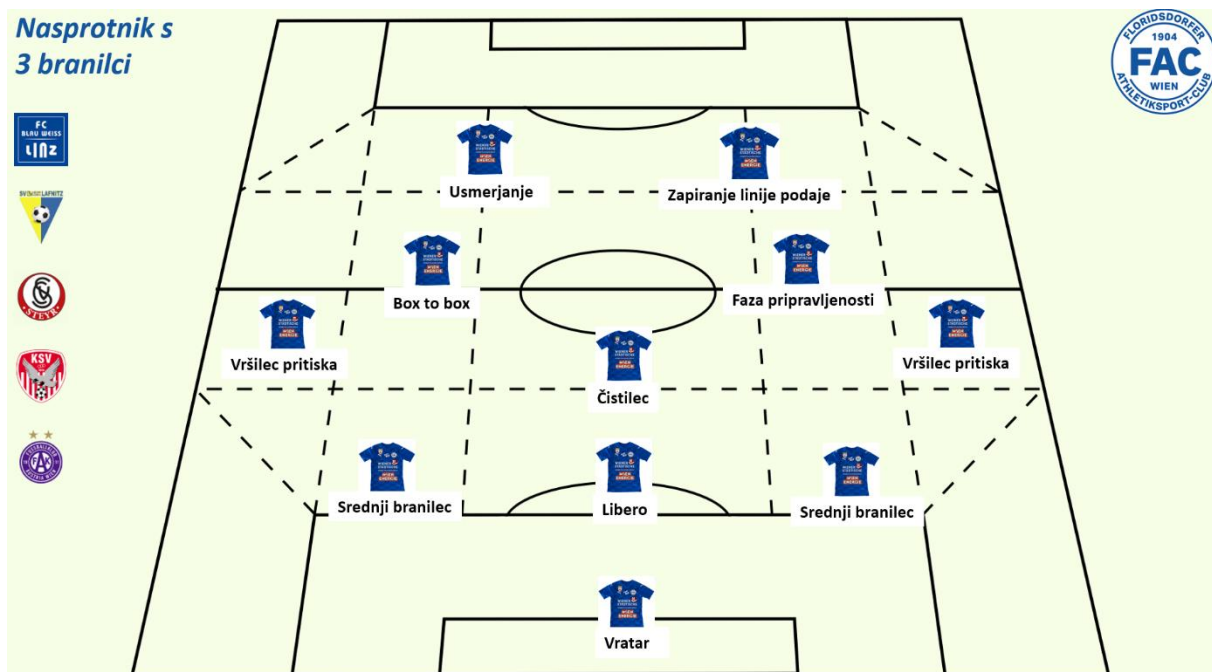 Nasprotnik s
3 branilci
FLORIDSDORFER
1904
FAC
WIEN
ATHLETIKSPORT-CLUB
FC
BLAU WEISS
LINZ
STEYR
KSV
Usmerjanje
Zapiranje linije podaje
Box to box
Faza pripravljenosti
Vršilec pritiska
Vršilec pritiska
Čistilec
Srednji branilec
Libero
Srednji branilec
Vratar